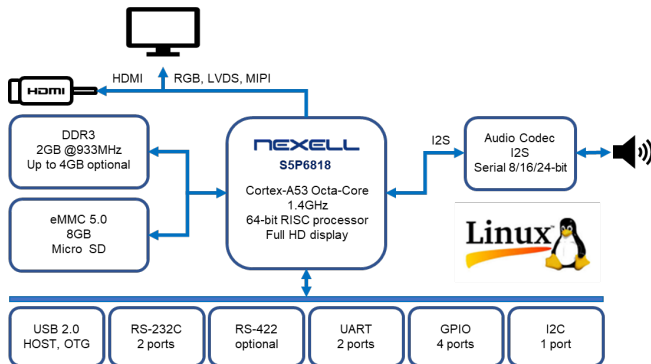 HDMI
RGB, LVDS, MIPI
HDMI
DDR3
2GB @933MHz
Up to 4GB optional
eMMC 5.0
8GB
Micro SD
NEXELL
S5P6818
Cortex-A53 Octa-Core
1.4GHz
64-bit RISC processor
Full HD display
I2S
Audio Codec
I2S
Serial 8/16/24-bit
Linux
USB 2.0
HOST, OTG
RS-232C
2 ports
RS-422
optional
UART
2 ports
GPIO
4 ports
I2C
1 port